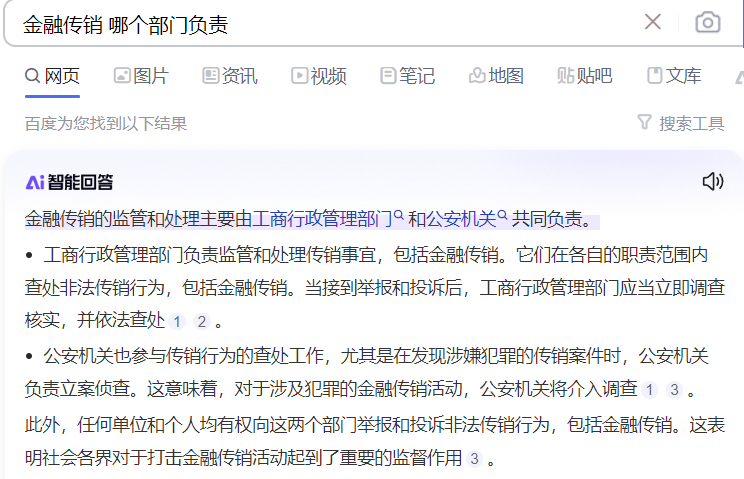 金融传销 哪个部门负责
网页 图片 资讯 视频 笔记 地图 贴吧 文库
百度为您找到以下结果 搜索工具
Ai智能回答
金融传销的监管和处理主要由工商行政管理部门和公安机关共同负责。
• 工商行政管理部门负责监管和处理传销事宜，包括金融传销。它们在各自的职责范围内
查处非法传销行为，包括金融传销。当接到举报和投诉后，工商行政管理部门应当立即调查
核实，并依法查处 1 2 。
• 公安机关也参与传销行为的查处工作，尤其是在发现涉嫌犯罪的传销案件时，公安机关
负责立案侦查。这意味着，对于涉及犯罪的金融传销活动，公安机关将介入调查 1 3 。
此外，任何单位和个人均有权向这两个部门举报和投诉非法传销行为，包括金融传销。这表
明社会各界对于打击金融传销活动起到了重要的监督作用 3 。